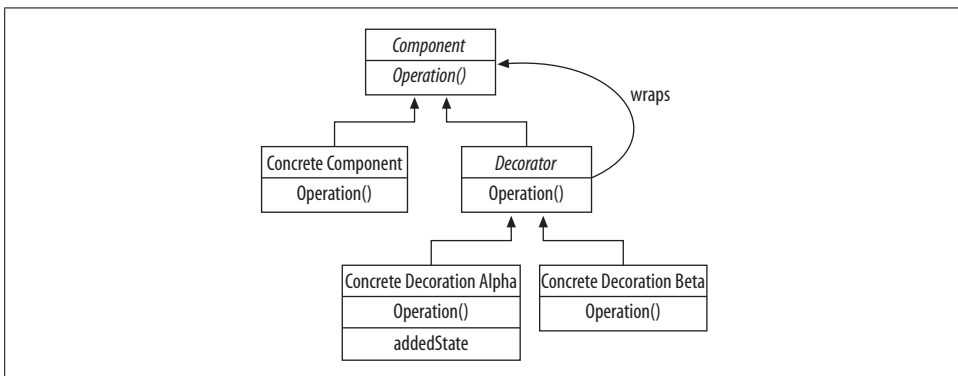 Component
Operation()
wraps
Concrete Component
Operation()
Decorator
Operation()
Concrete Decoration Alpha
Operation()
addedState
Concrete Decoration Beta
Operation()